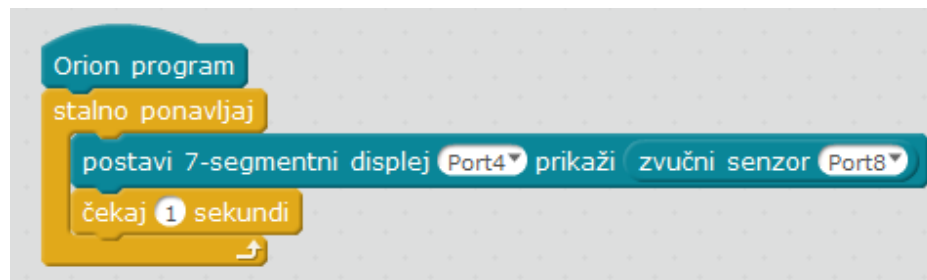 Orion program
stalno ponavljaj
postavi 7-segmentni displej Port4 prikaži zvučni senzor Port8
čekaj 1 sekundi